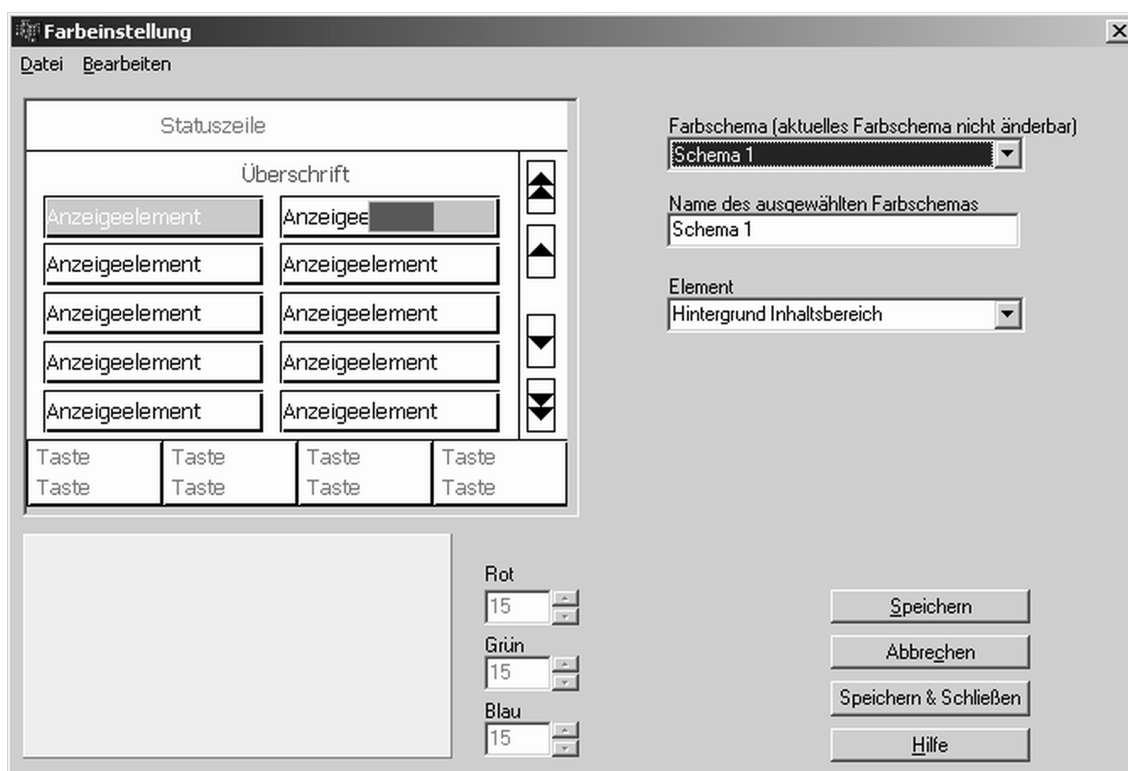 Farbeinstellung
Datei Bearbeiten
Statuszeile
Überschrift
Anzeigeelement Anzeigee
Anzeigeelement Anzeigeelement
Anzeigeelement Anzeigeelement
Anzeigeelement Anzeigeelement
Anzeigeelement Anzeigeelement
Taste Taste Taste Taste
Taste Taste Taste Taste
Farbschema (aktuelles Farbschema nicht änderbar)
Schema 1
Name des ausgewählten Farbschemas
Schema 1
Element
Hintergrund Inhaltsbereich
Rot
15
Grün
15
Blau
15
Speichern
Abbrechen
Speichern & Schließen
Hilfe